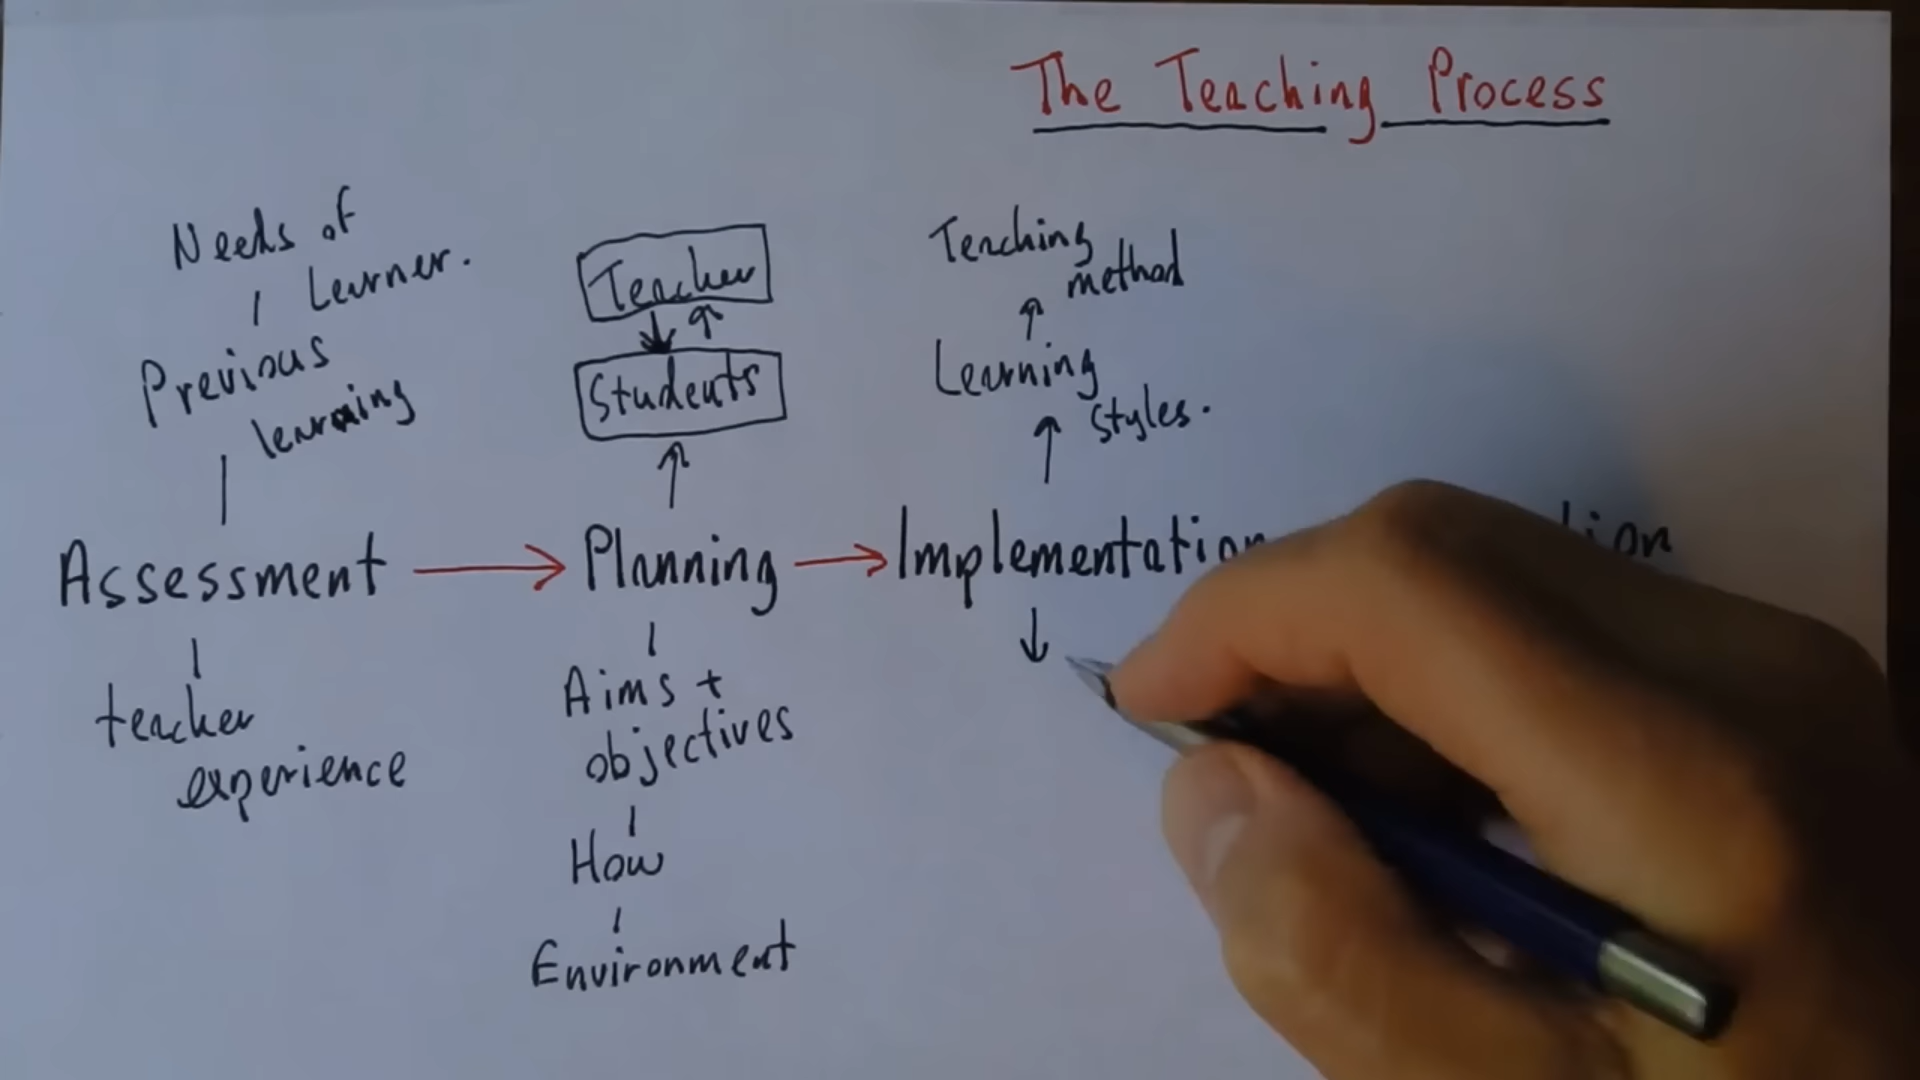 The Teaching Process
Needs of
Learner.
Previous
learning
Assessment
teacher
experience
Teacher
Students
Planning
Aims +
objectives
How
Environment
Teaching
method
Learning
styles.
Implementation